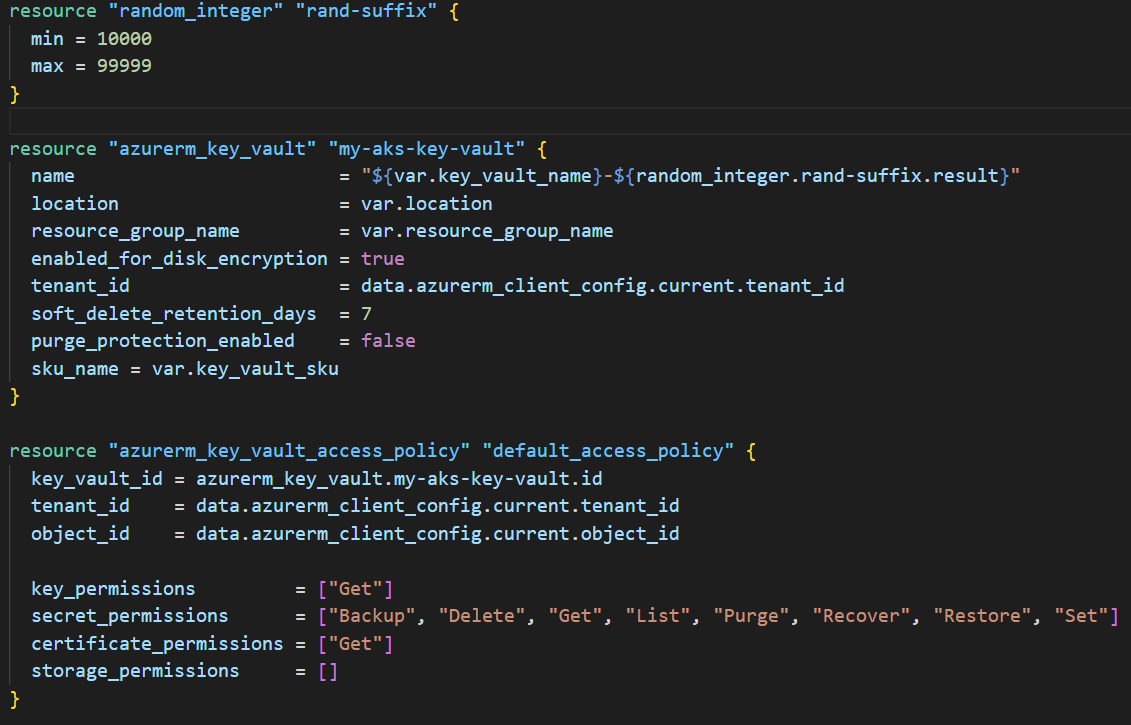 resource "random_integer" "rand-suffix" {
  min = 10000
  max = 99999
}

resource "azurerm_key_vault" "my-aks-key-vault" {
  name                        = "${var.key_vault_name}-${random_integer.rand-suffix.result}"
  location                    = var.location
  resource_group_name         = var.resource_group_name
  enabled_for_disk_encryption = true
  tenant_id                   = data.azurerm_client_config.current.tenant_id
  soft_delete_retention_days  = 7
  purge_protection_enabled    = false
  sku_name = var.key_vault_sku
}

resource "azurerm_key_vault_access_policy" "default_access_policy" {
  key_vault_id = azurerm_key_vault.my-aks-key-vault.id
  tenant_id    = data.azurerm_client_config.current.tenant_id
  object_id    = data.azurerm_client_config.current.object_id

  key_permissions         = ["Get"]
  secret_permissions      = ["Backup", "Delete", "Get", "List", "Purge", "Recover", "Restore", "Set"]
  certificate_permissions = ["Get"]
  storage_permissions     = []
}